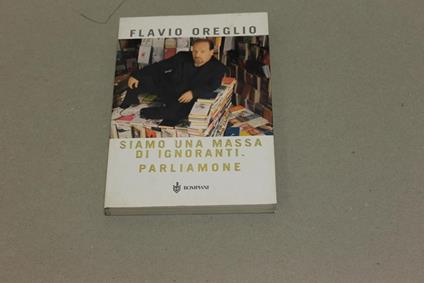 FLAVIO OREGLIO
SIAMO UNA MASSA
DI IGNORANTI.
PARLIAMONE
BOMPIANI